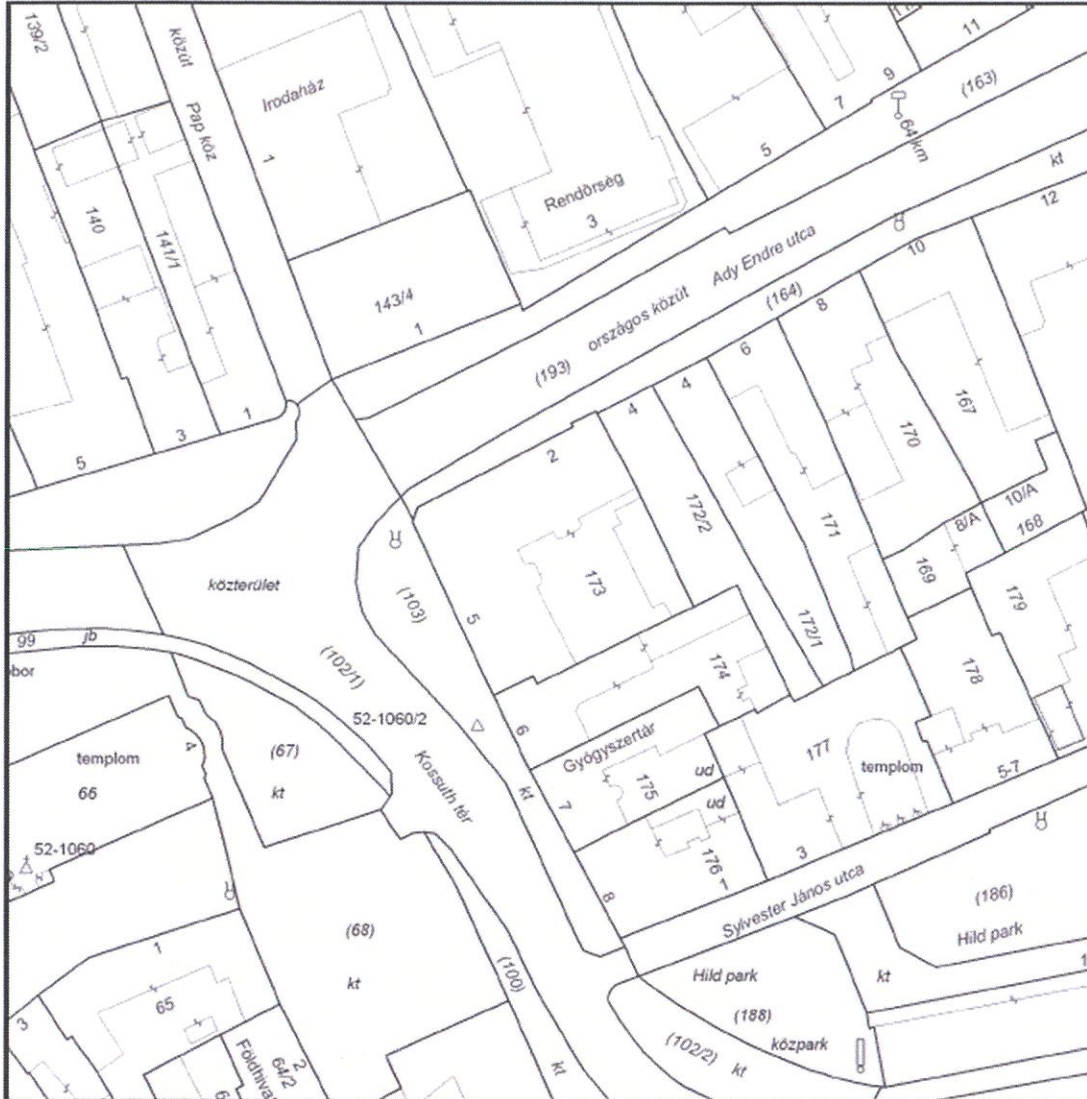 139/2
közút
Pap köz
Irodaház
1
140
141/1
143/4
1
Rendőrség
3
5
7
9
11
(163)
64 km
kt
országos közút Ady Endre utca
(193)
(164)
12
10
8
6
4
4
2
5
3
1
közterület
(103)
5
173
172/2
172/1
171
170
167
10/A
8/A
168
169
179
178
99
jb
(102/1)
52-1060/2
Kossuth tér
kt
6
174
Gyógyszertár
175
ud
7
ud
176
1
8
177
templom
5-7
3
Sylvester János utca
templom
66
4
(67)
kt
52-1060
(68)
kt
(100)
kt
1
65
3
2
64/2
(186)
Hild park
Hild park
(188)
közpark
kt
(102/2) kt